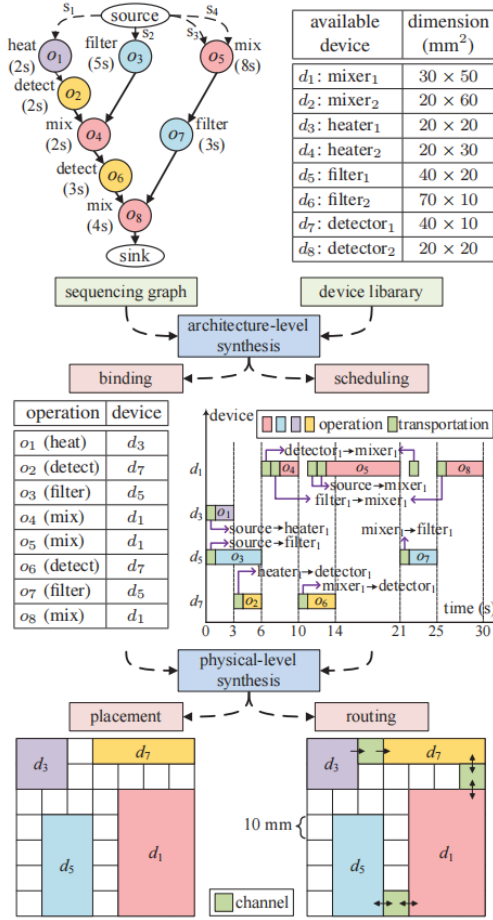 source
s1 s2 s3 s4
heat
(2s)
o1
filter
(5s)
o3
mix
(8s)
o5
detect
(2s)
o2
mix
(2s)
o4
filter
(3s)
o7
detect
(3s)
o6
mix
(4s)
o8
sink
available device
dimension (mm²)
d1: mixer1 30 × 50
d2: mixer2 20 × 60
d3: heater1 20 × 20
d4: heater2 20 × 30
d5: filter1 40 × 20
d6: filter2 70 × 10
d7: detector1 40 × 10
d8: detector2 20 × 20
sequencing graph
device libarary
architecture-level
synthesis
binding
scheduling
operation device
o1 (heat) d3
o2 (detect) d7
o3 (filter) d5
o4 (mix) d1
o5 (mix) d1
o6 (detect) d7
o7 (filter) d5
o8 (mix) d1
device
operation
transportation
detector1→mixer1
d1
o4
o5
o8
source→mixer1
filter1→mixer1
d3
o1
source→heater1
mixer1→filter1
source→filter1
d5
o3
o7
heater1→detector1
mixer1→detector1
d7
o2
o6
time (s)
0 3 6 10 14 21 25 30
physical-level
synthesis
placement
routing
d3
d7
d5
d1
d3
d7
10 mm
d5
d1
channel